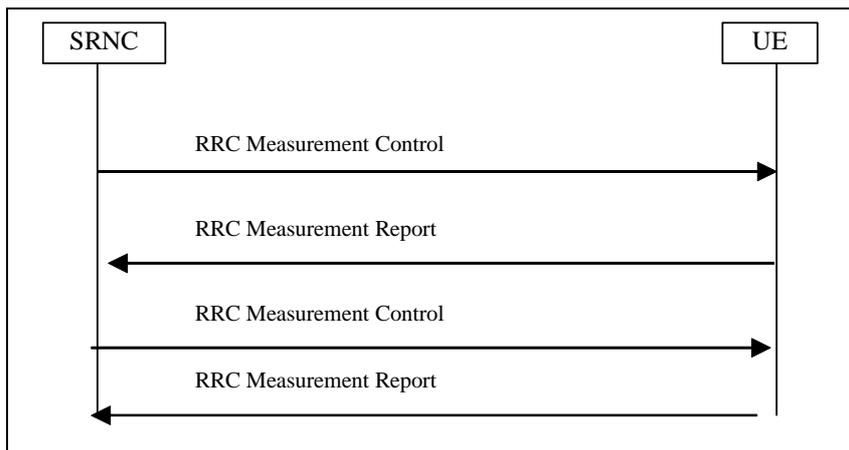 SRNC
UE
RRC Measurement Control
RRC Measurement Report
RRC Measurement Control
RRC Measurement Report